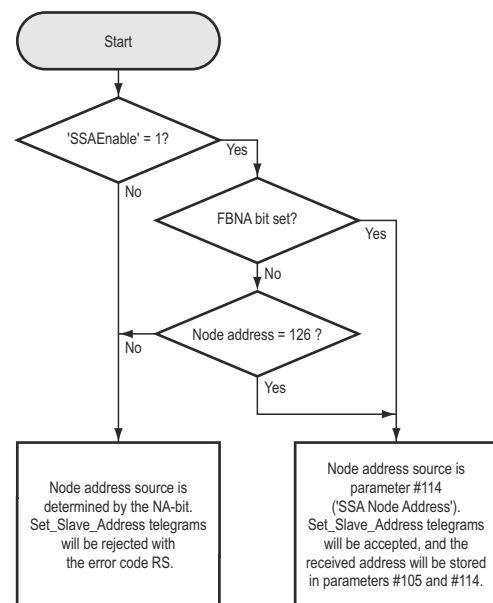 Start
'SSAEnable' = 1?
Yes
No
FBNA bit set?
Yes
No
Node address = 126 ?
No
Yes
Node address source is
determined by the NA-bit.
Set_Slave_Address telegrams
will be rejected with
the error code RS.
Node address source is
parameter #114
('SSA Node Address').
Set_Slave_Address telegrams
will be accepted, and the
received address will be stored
in parameters #105 and #114.